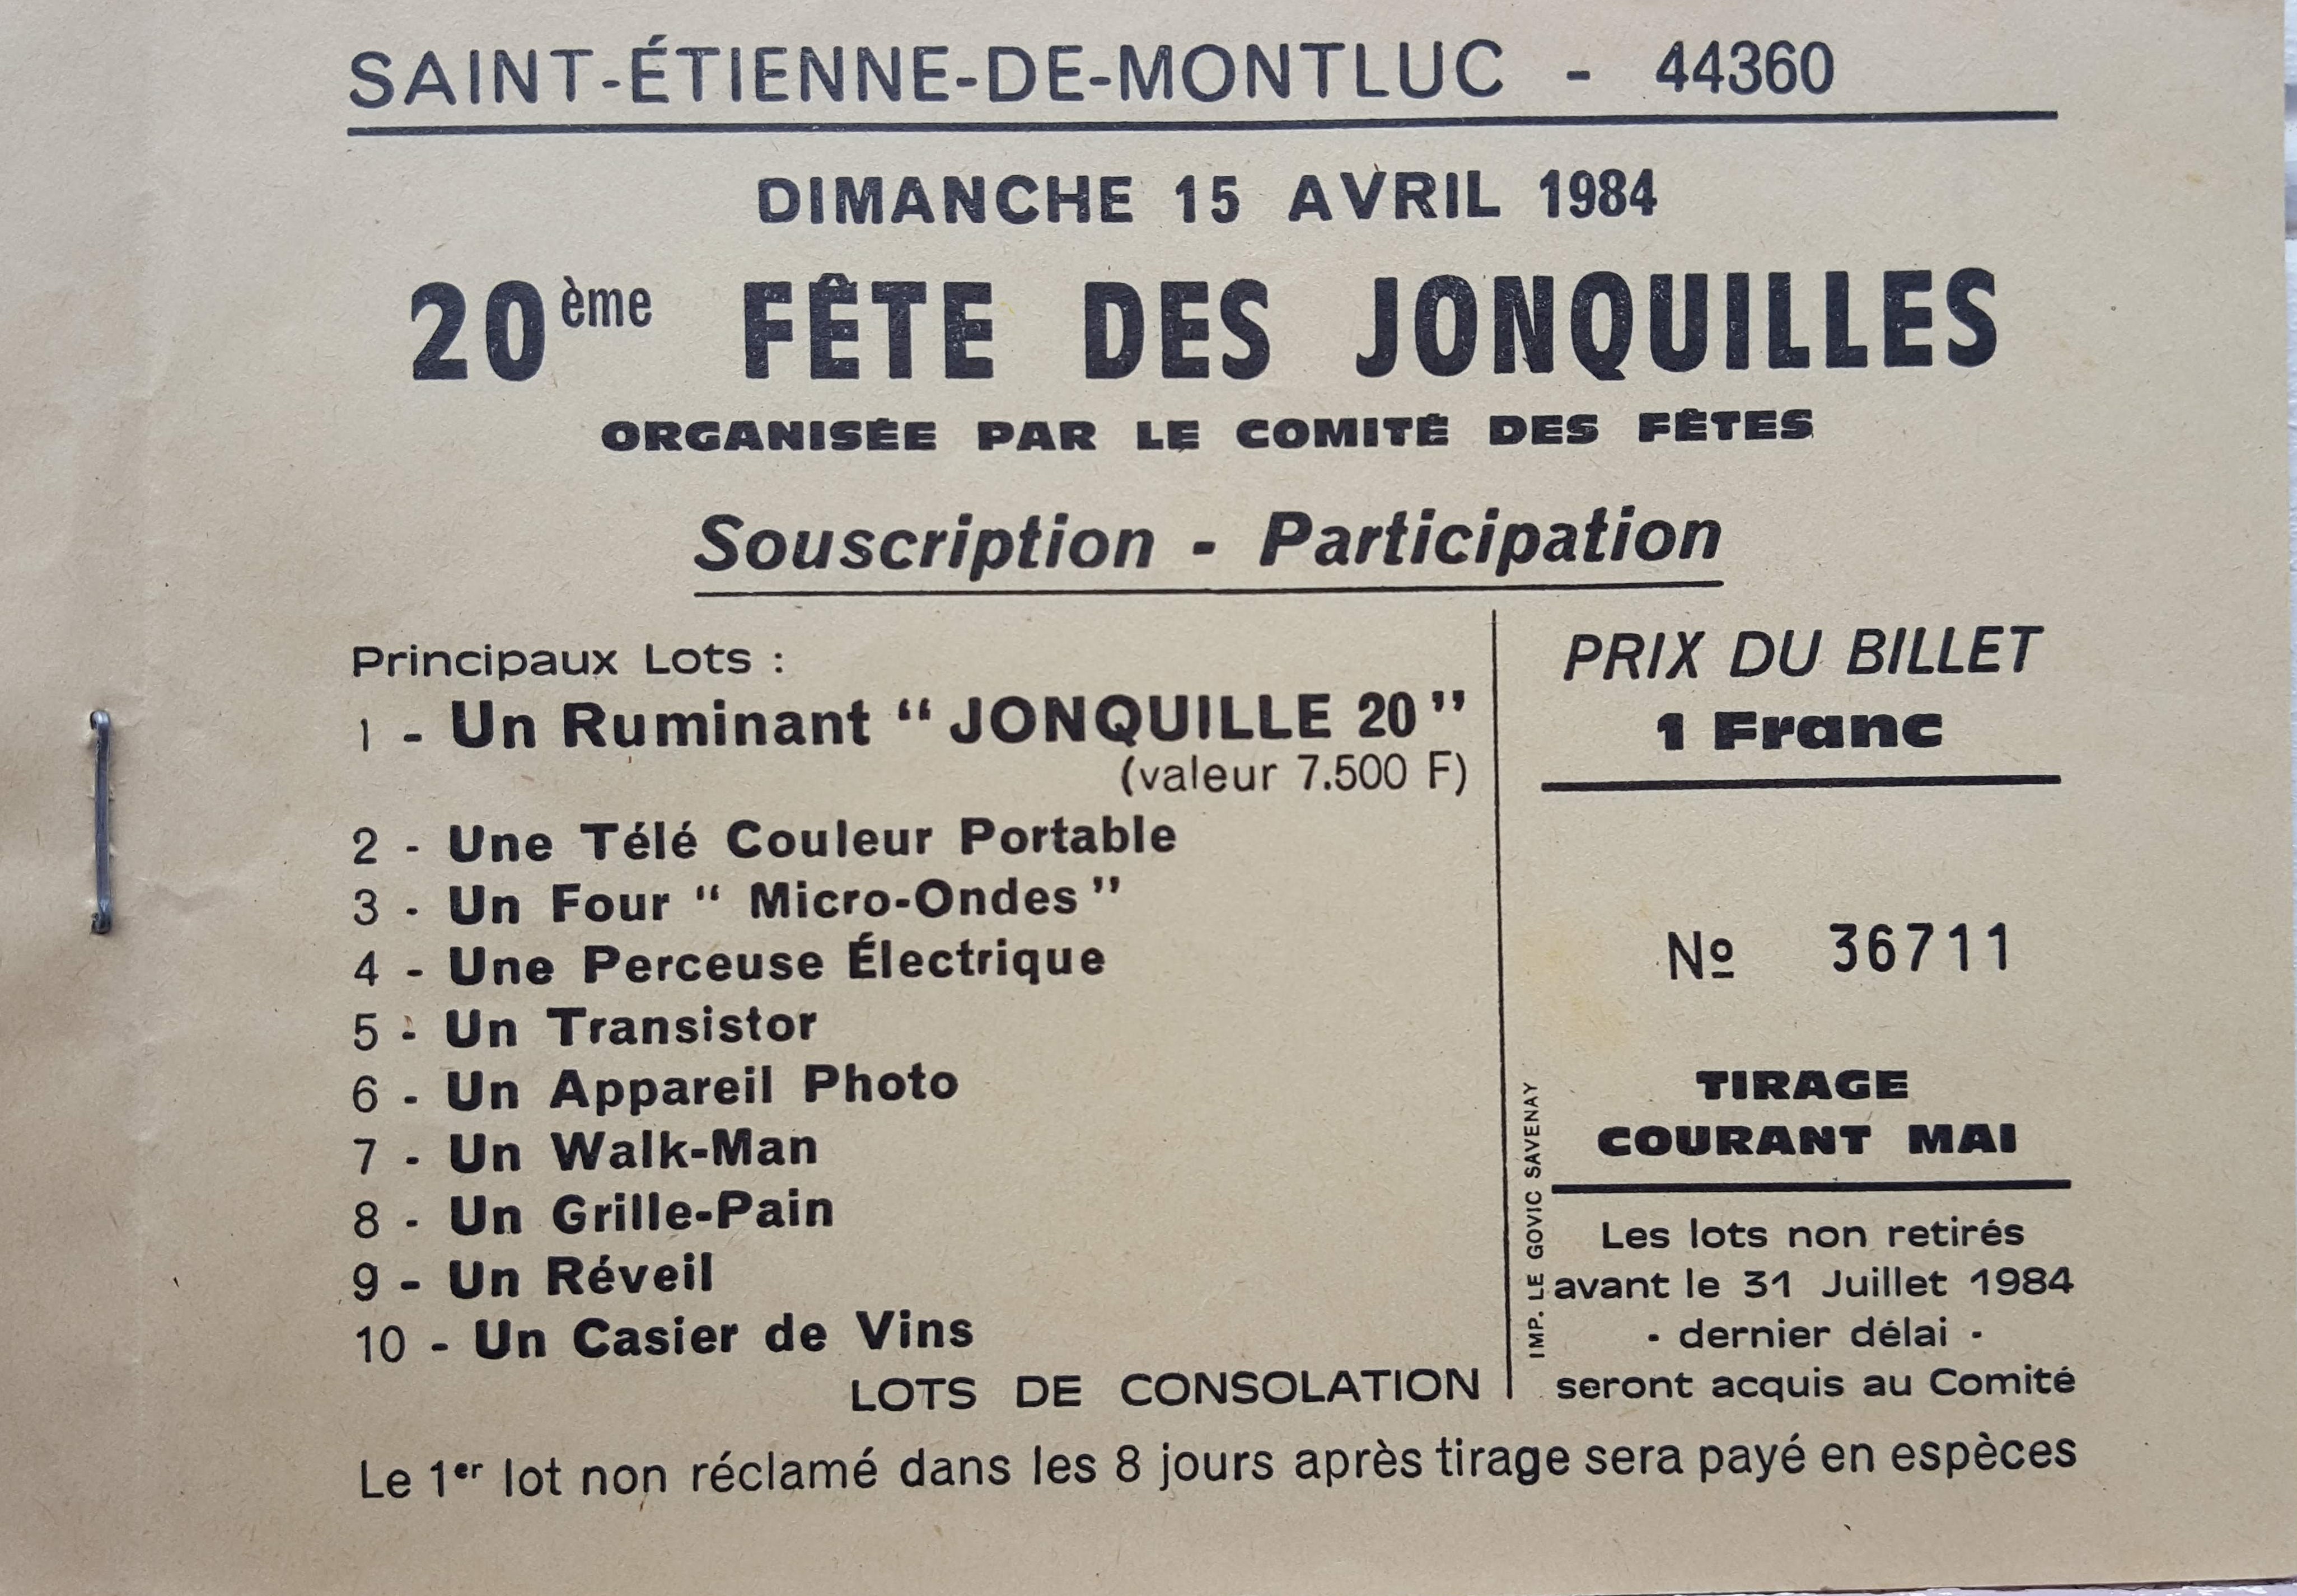 SAINT-ÉTIENNE-DE-MONTLUC - 44360
DIMANCHE 15 AVRIL 1984
20ème FÊTE DES JONQUILLES
ORGANISÉE PAR LE COMITÉ DES FÊTES
Souscription - Participation
Principaux Lots :
1 - Un Ruminant “ JONQUILLE 20 ”
(valeur 7.500 F)
2 - Une Télé Couleur Portable
3 - Un Four “ Micro-Ondes ”
4 - Une Perceuse Électrique
5 - Un Transistor
6 - Un Appareil Photo
7 - Un Walk-Man
8 - Un Grille-Pain
9 - Un Réveil
10 - Un Casier de Vins
LOTS DE CONSOLATION
PRIX DU BILLET
1 Franc
Nº 36711
TIRAGE
COURANT MAI
IMP. LE GOVIC SAVENAY
Les lots non retirés
avant le 31 Juillet 1984
- dernier délai -
seront acquis au Comité
Le 1er lot non réclamé dans les 8 jours après tirage sera payé en espèces